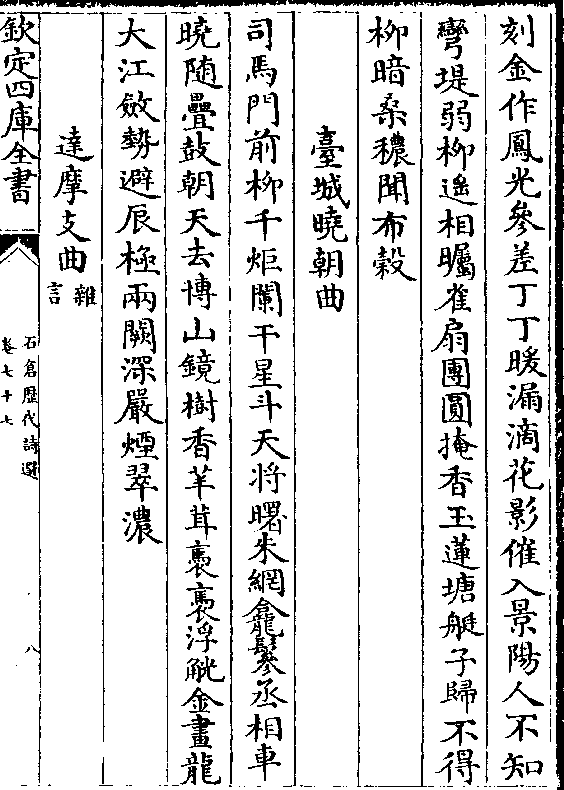 刻金作鳳光參差丁丁暖漏滴花影催入景陽人不知
彎堤弱柳遥相矚雀扇團圓掩香玉蓮塘艇子歸不得
柳暗桑穠聞布穀
臺城曉朝曲
司馬門前柳千炬闌干星斗天将曙朱網龕鬖丞相車
曉随疊鼓朝天去博山鏡樹香芊茸褭褭浮航金畫龍
大江斂勢避辰極兩闕深嚴煙翠濃
達摩支曲雜言
欽定四庫全書
石倉歴代詩選
卷七十七
八